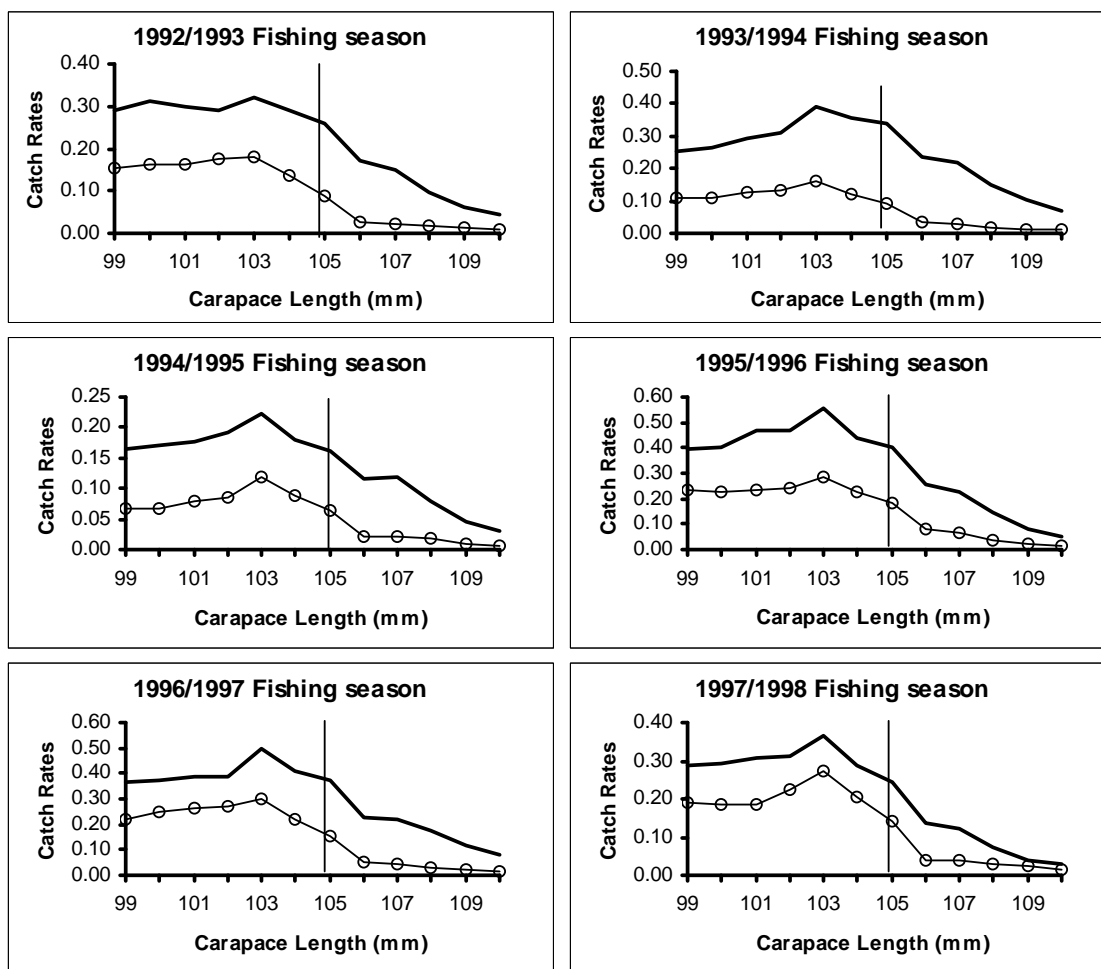 1992/1993 Fishing season
0.40
0.30
0.20
0.10
0.00
Catch Rates
99 101 103 105 107 109
Carapace Length (mm)
1993/1994 Fishing season
0.50
0.40
0.30
0.20
0.10
0.00
Catch Rates
99 101 103 105 107 109
Carapace Length (mm)
1994/1995 Fishing season
0.25
0.20
0.15
0.10
0.05
0.00
Catch Rates
99 101 103 105 107 109
Carapace Length (mm)
1995/1996 Fishing season
0.60
0.50
0.40
0.30
0.20
0.10
0.00
Catch Rates
99 101 103 105 107 109
Carapace Length (mm)
1996/1997 Fishing season
0.60
0.50
0.40
0.30
0.20
0.10
0.00
Catch Rates
99 101 103 105 107 109
Carapace Length (mm)
1997/1998 Fishing season
0.40
0.30
0.20
0.10
0.00
Catch Rates
99 101 103 105 107 109
Carapace Length (mm)